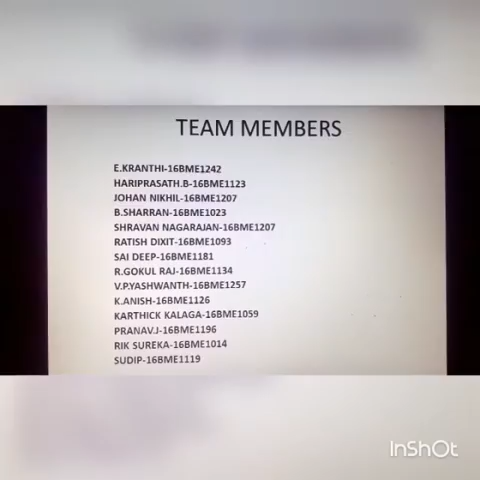 TEAM MEMBERS
E.KRANTHI-16BME1242
HARIPRASATH.B-16BME1123
JOHAN NIKHIL-16BME1207
B.SHARRAN-16BME1023
SHRAVAN NAGARAJAN-16BME1207
RATISH DIXIT-16BME1093
SAI DEEP-16BME1181
R.GOKUL RAJ-16BME1134
V.P.YASHWANTH-16BME1257
K.ANISH-16BME1126
KARTHICK KALAGA-16BME1059
PRANAV.J-16BME1196
RIK SUREKA-16BME1014
SUDIP-16BME1119
InShOt